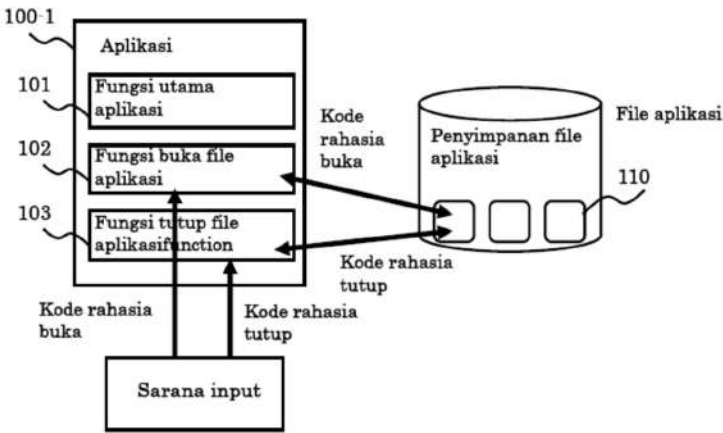 100-1
Aplikasi
101
Fungsi utama
aplikasi
102
Fungsi buka file
aplikasi
103
Fungsi tutup file
aplikasifunction
Kode
rahasia
buka
Penyimpanan file
aplikasi
File aplikasi
110
Kode rahasia
tutup
Kode rahasia
buka
Kode rahasia
tutup
Sarana input